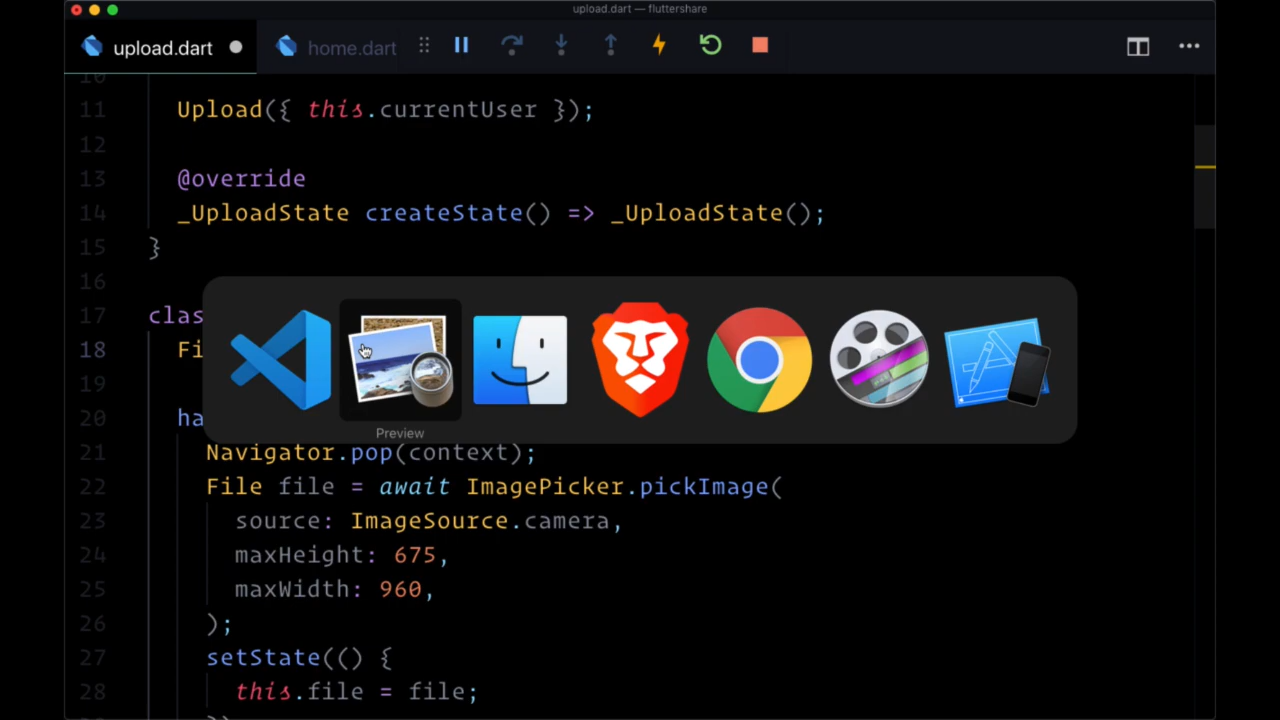 upload.dart — fluttershare
upload.dart
home.dart
10
11 Upload({ this.currentUser });
12
13 @override
14 _UploadState createState() => _UploadState();
15 }
16
17 clas
18 Fi
19
20 ha
Preview
21 Navigator.pop(context);
22 File file = await ImagePicker.pickImage(
23 source: ImageSource.camera,
24 maxHeight: 675,
25 maxWidth: 960,
26 );
27 setState(() {
28 this.file = file;